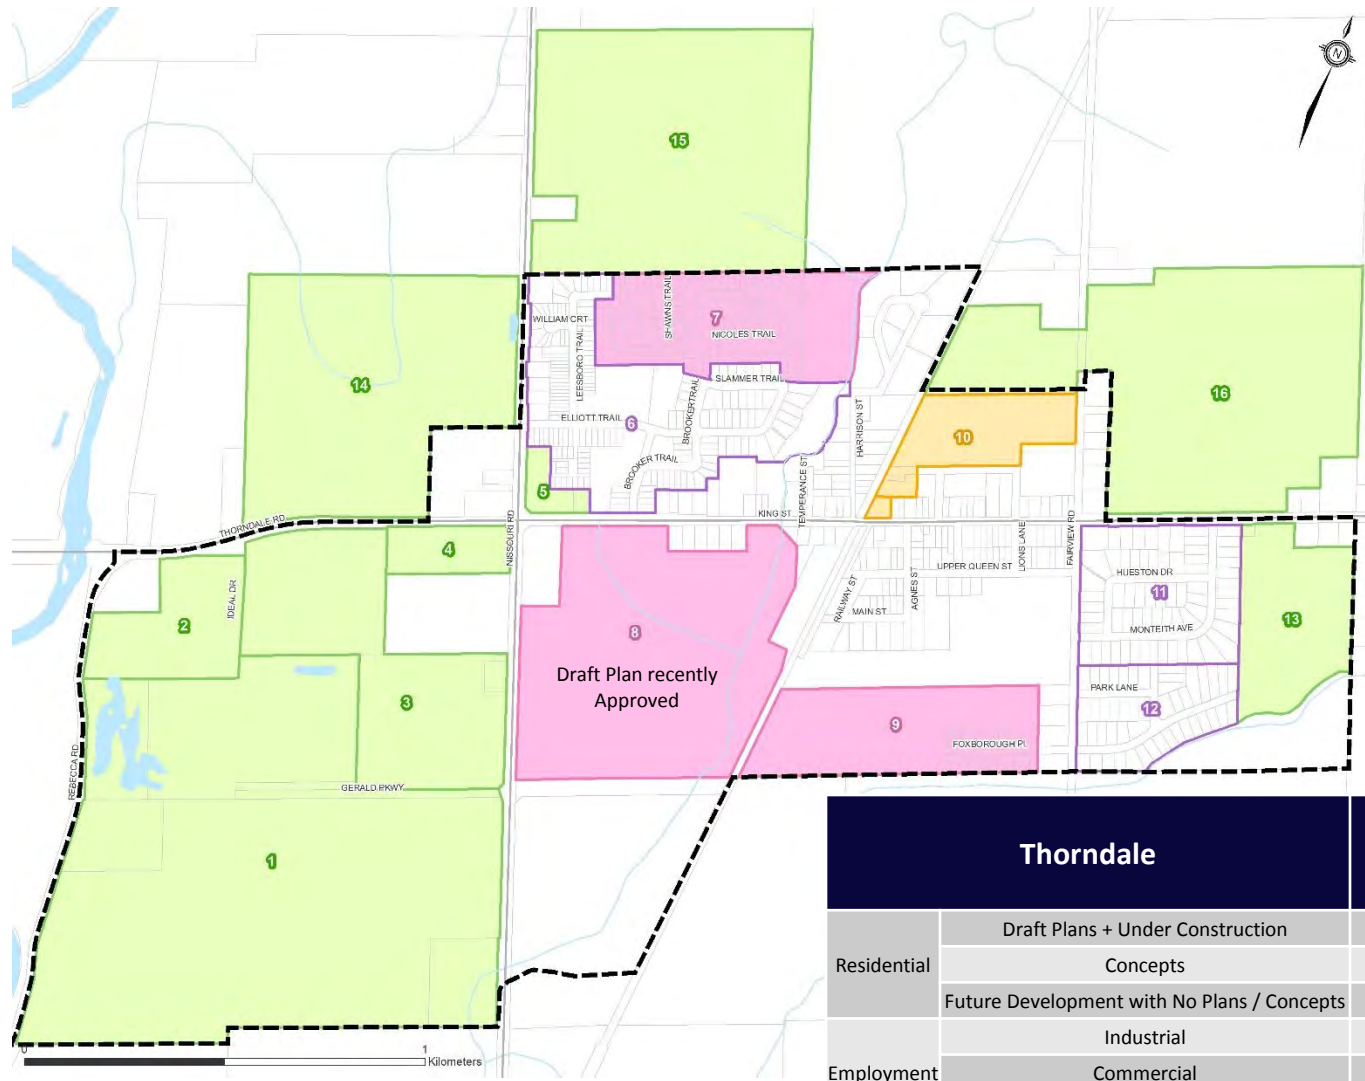 N
15
SHAWNS TRAIL
WILLIAM CRT
7
NICOLES TRAIL
LEESBORO TRAIL
14
SLAMMER TRAIL
BROOKER TRAIL
16
ELLIOTT TRAIL
6
HARRISON ST
10
BROOKER TRAIL
TEMPERANCE ST
5
KING ST
THORNDALE RD
NISSOURI RD
4
LIONS LANE
FAIRVIEW RD
UPPER QUEEN ST
HUESTON DR
IDEAL DR
RAILWAY ST
AGNES ST
11
MAIN ST
2
8
MONTEITH AVE
13
Draft Plan recently
Approved
PARK LANE
3
12
9
FOXBOROUGH PL
REBECCA RD
GERALD PKWY
1
Thorndale
Residential
Draft Plans + Under Construction
Concepts
Future Development with No Plans / Concepts
Employment
Industrial
Commercial
0
1
Kilometers